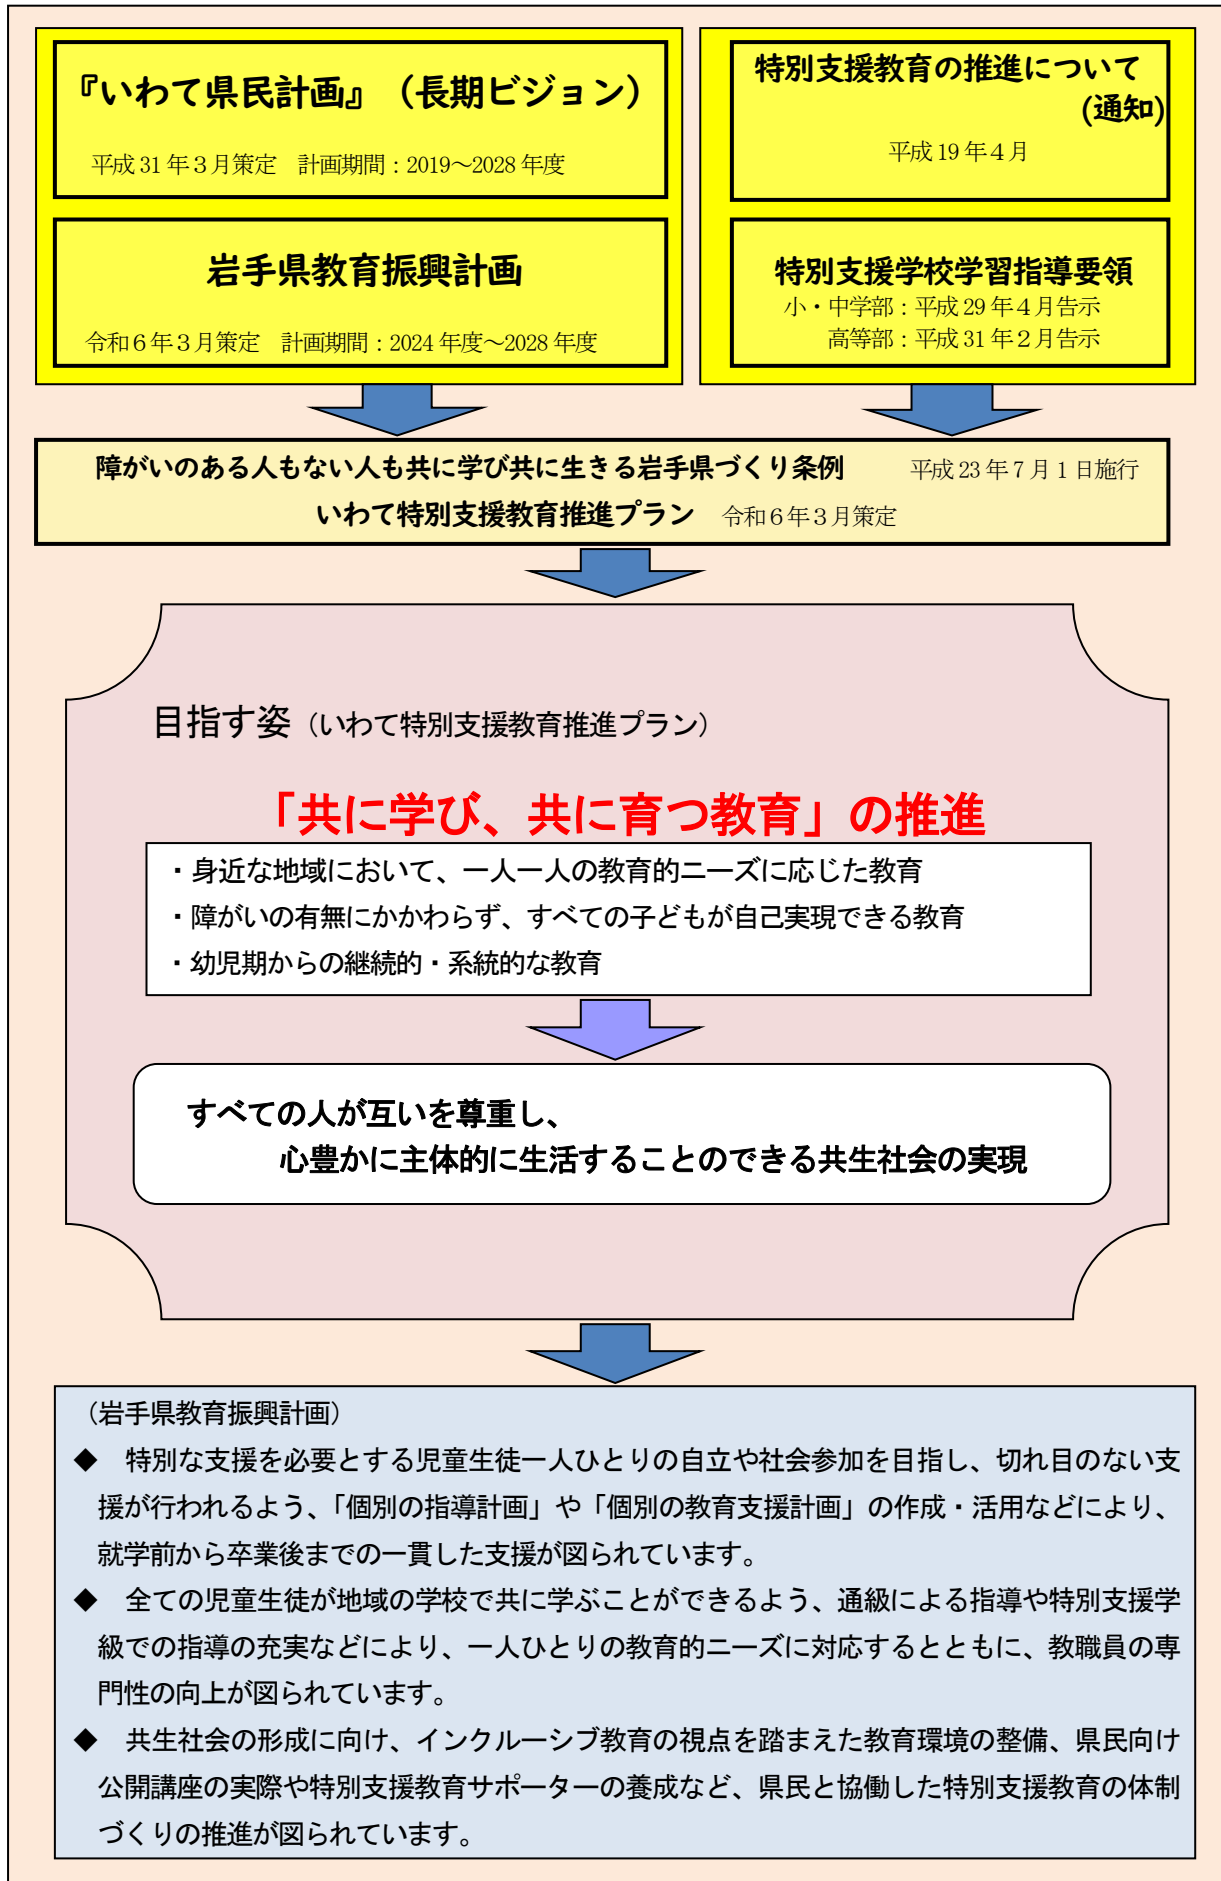 『いわて県民計画』（長期ビジョン）
平成 31 年３月策定　計画期間：2019～2028 年度
岩手県教育振興計画
令和６年３月策定　計画期間：2024 年度～2028 年度
特別支援教育の推進について
(通知)
平成 19 年４月
特別支援学校学習指導要領
小・中学部：平成 29 年４月告示
高等部：平成 31 年２月告示
障がいのある人もない人も共に学び共に生きる岩手県づくり条例　　平成 23 年７月１日施行
いわて特別支援教育推進プラン　令和６年３月策定
目指す姿（いわて特別支援教育推進プラン）
「共に学び、共に育つ教育」の推進
・身近な地域において、一人一人の教育的ニーズに応じた教育
・障がいの有無にかかわらず、すべての子どもが自己実現できる教育
・幼児期からの継続的・系統的な教育
すべての人が互いを尊重し、
心豊かに主体的に生活することのできる共生社会の実現
（岩手県教育振興計画）
◆　特別な支援を必要とする児童生徒一人ひとりの自立や社会参加を目指し、切れ目のない支
援が行われるよう、「個別の指導計画」や「個別の教育支援計画」の作成・活用などにより、
就学前から卒業後までの一貫した支援が図られています。
◆　全ての児童生徒が地域の学校で共に学ぶことができるよう、通級による指導や特別支援学
級での指導の充実などにより、一人ひとりの教育的ニーズに対応するとともに、教職員の専
門性の向上が図られています。
◆　共生社会の形成に向け、インクルーシブ教育の視点を踏まえた教育環境の整備、県民向け
公開講座の実際や特別支援教育サポーターの養成など、県民と協働した特別支援教育の体制
づくりの推進が図られています。